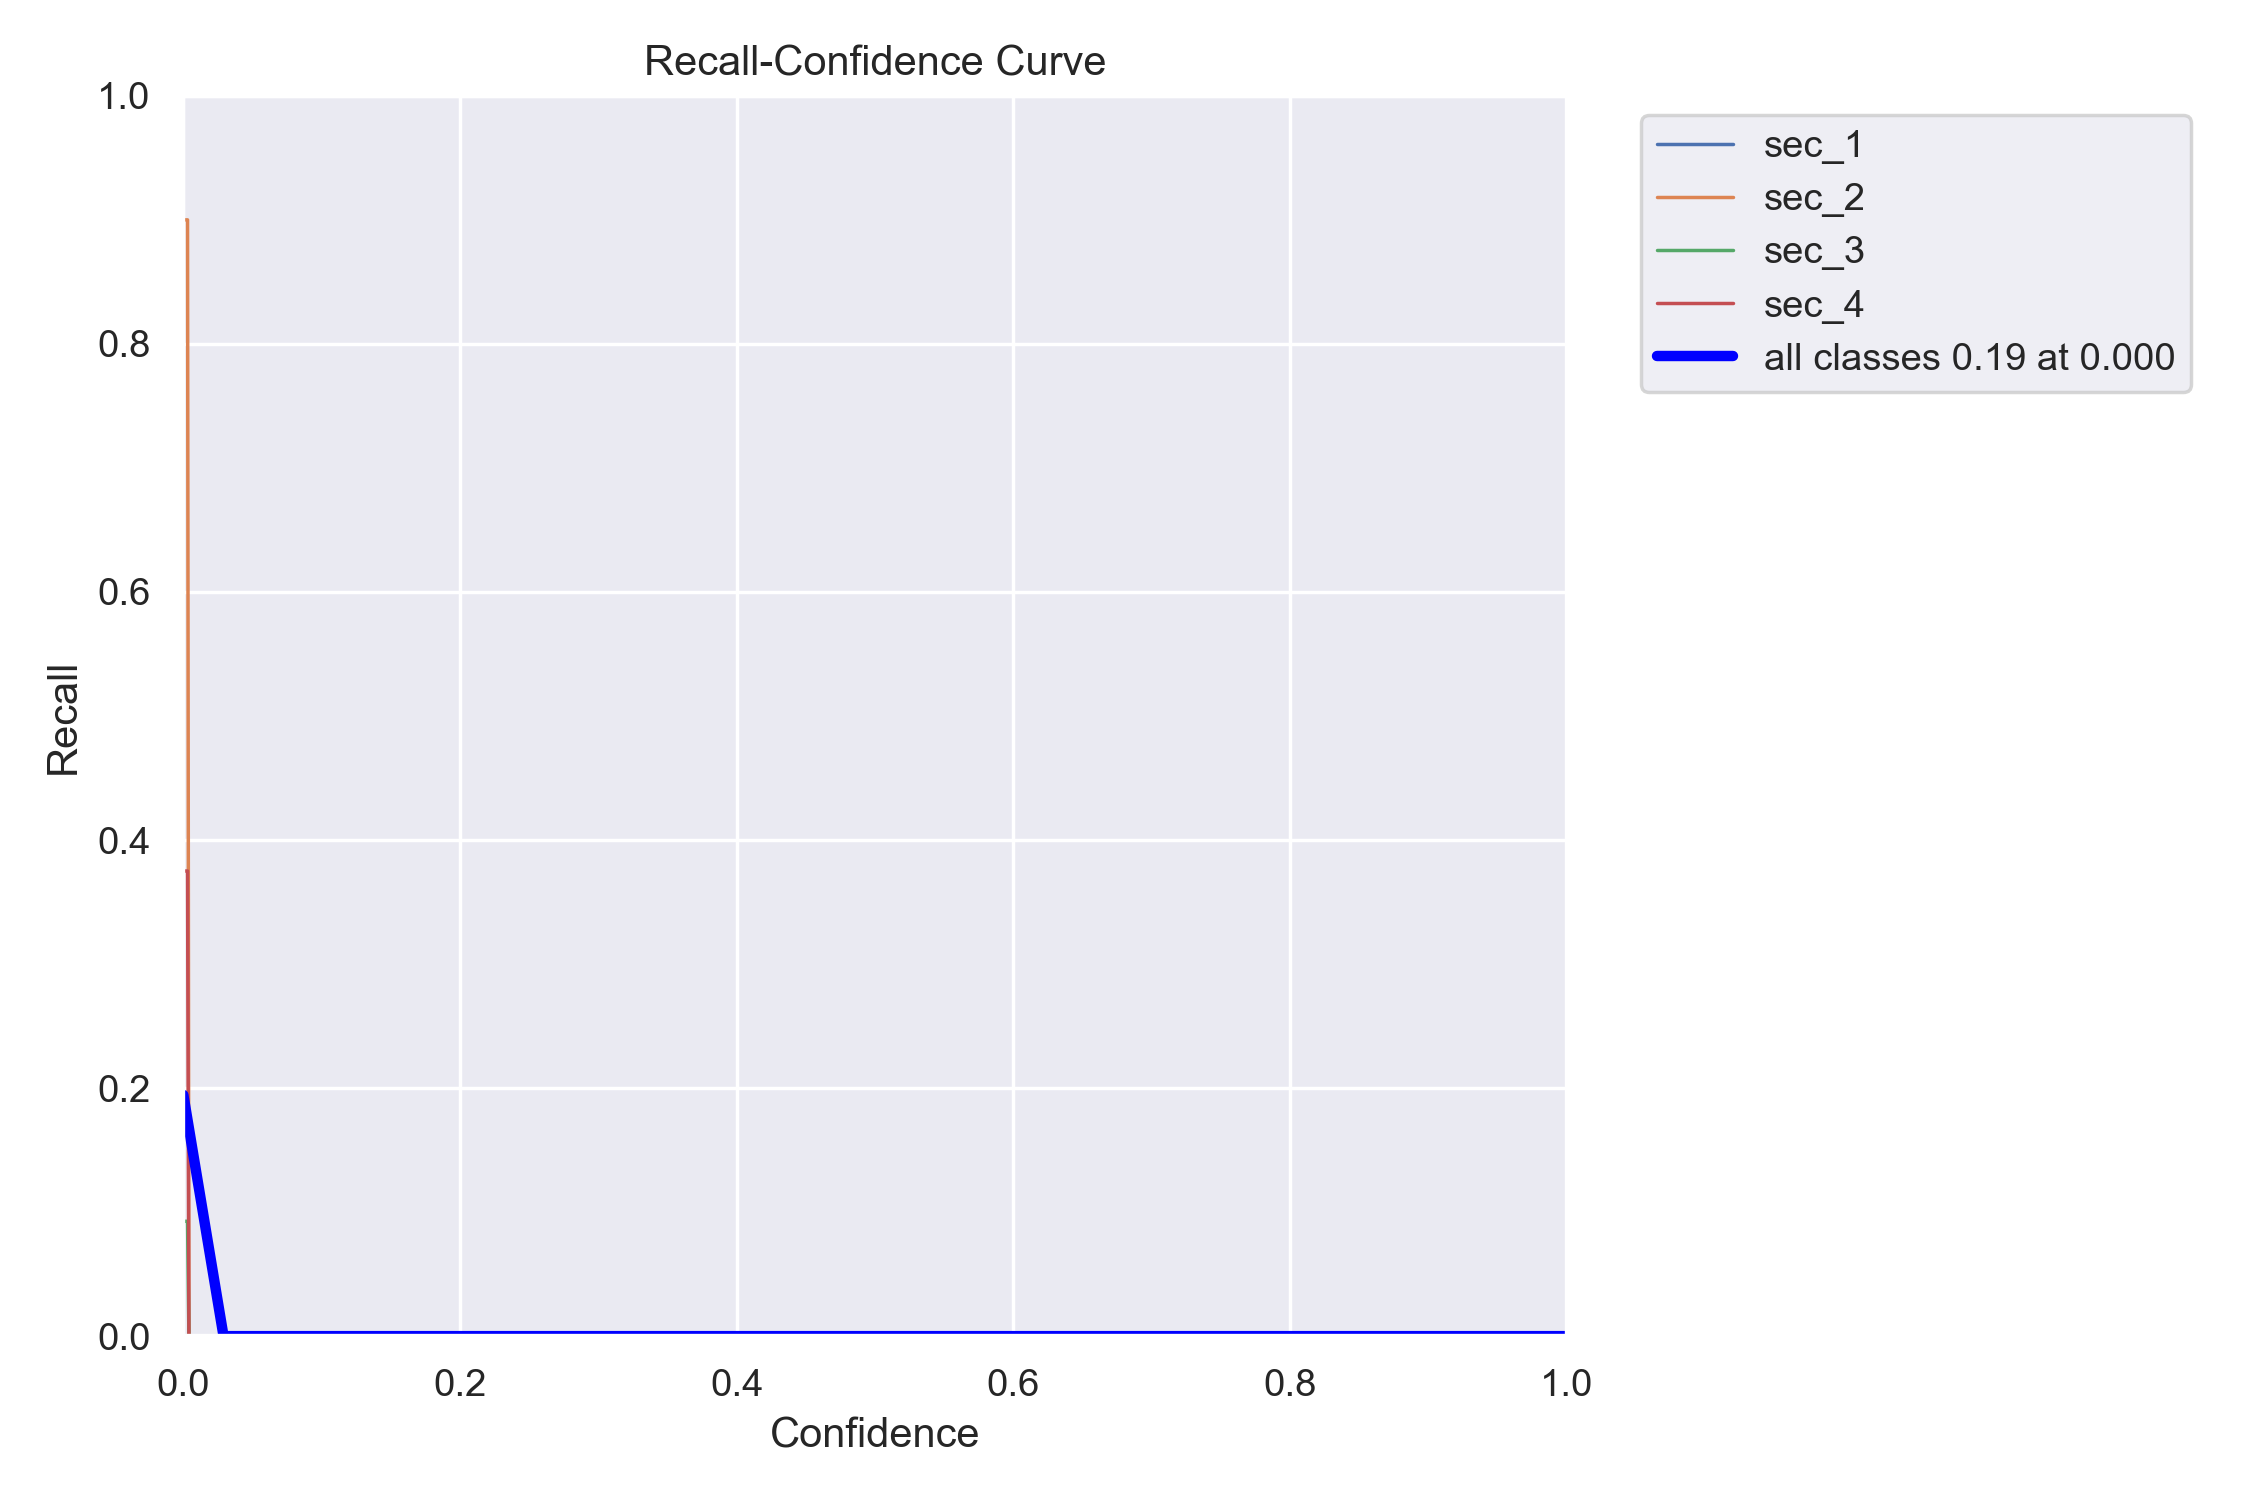 Recall-Confidence Curve
1.0
0.8
0.6
0.4
0.2
0.0
Recall
0.0 0.2 0.4 0.6 0.8 1.0
Confidence
sec_1
sec_2
sec_3
sec_4
all classes 0.19 at 0.000